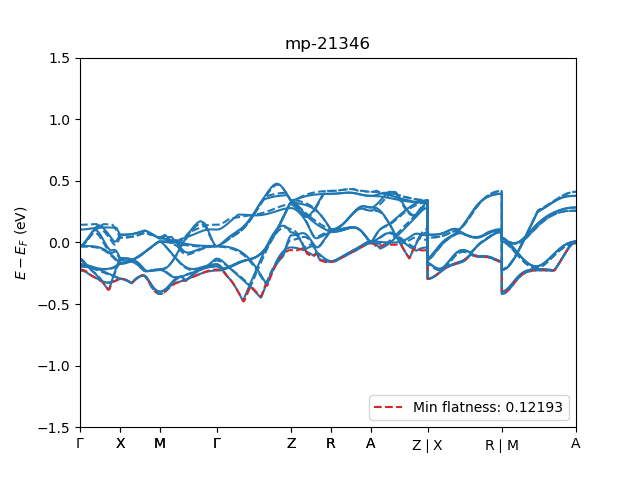 mp-21346
1.5
1.0
0.5
0.0
−0.5
−1.0
−1.5
E − E_F (eV)
Γ X M Γ Z R A Z | X R | M A
Min flatness: 0.12193